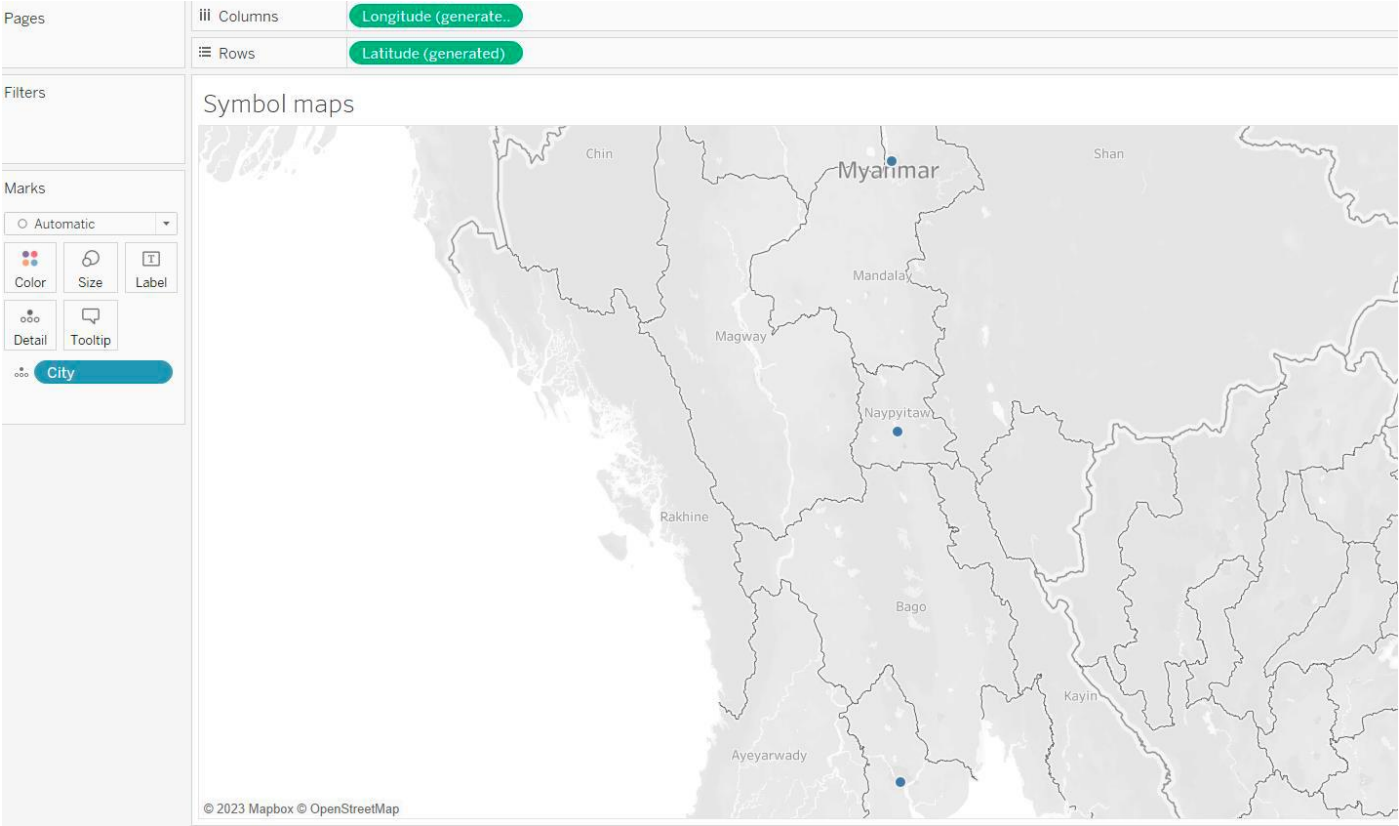 Pages
Columns
Longitude (generate..
Rows
Latitude (generated)
Filters
Symbol maps
Marks
Automatic
Color
Size
T
Label
Detail
Tooltip
City
Chin
Myanmar
Shan
Mandalay
Magway
Naypyitaw
Rakhine
Bago
Kayin
Ayeyarwady
© 2023 Mapbox © OpenStreetMap